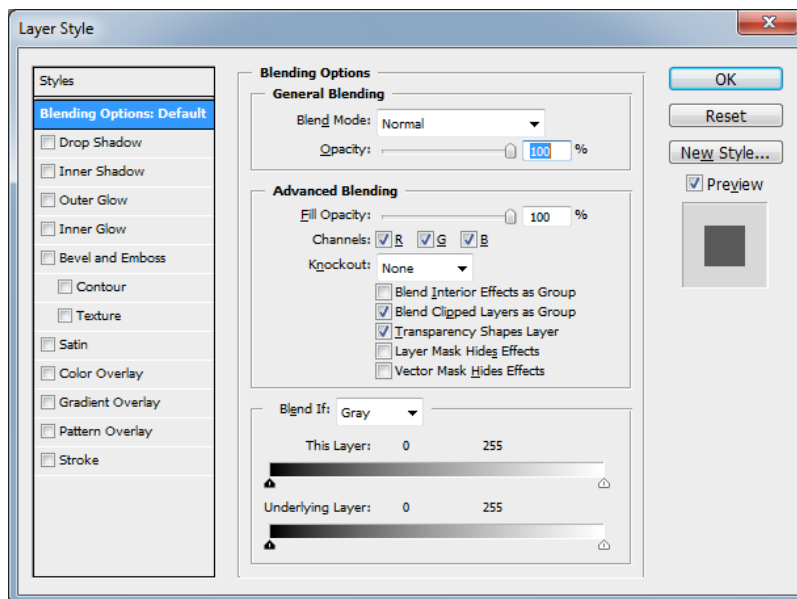 Layer Style
Styles
Blending Options: Default
Drop Shadow
Inner Shadow
Outer Glow
Inner Glow
Bevel and Emboss
Contour
Texture
Satin
Color Overlay
Gradient Overlay
Pattern Overlay
Stroke
Blending Options
General Blending
Blend Mode: Normal
Opacity: 100 %
Advanced Blending
Fill Opacity: 100 %
Channels: R G B
Knockout: None
Blend Interior Effects as Group
Blend Clipped Layers as Group
Transparency Shapes Layer
Layer Mask Hides Effects
Vector Mask Hides Effects
Blend If: Gray
This Layer: 0 255
Underlying Layer: 0 255
OK
Reset
New Style...
Preview